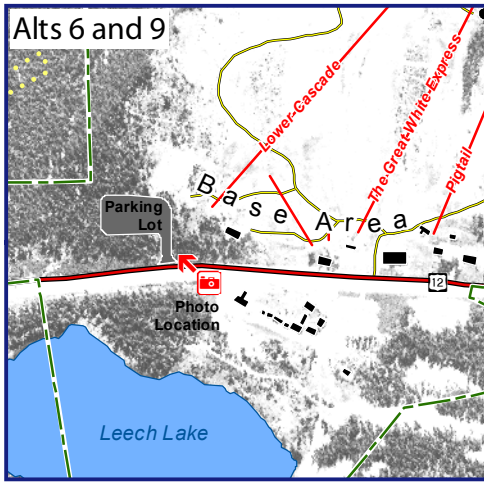 Alts 6 and 9
Lower-Cascade
The-Great-White-Express
Pigtail
Base Area
Parking
Lot
12
Photo
Location
Leech Lake